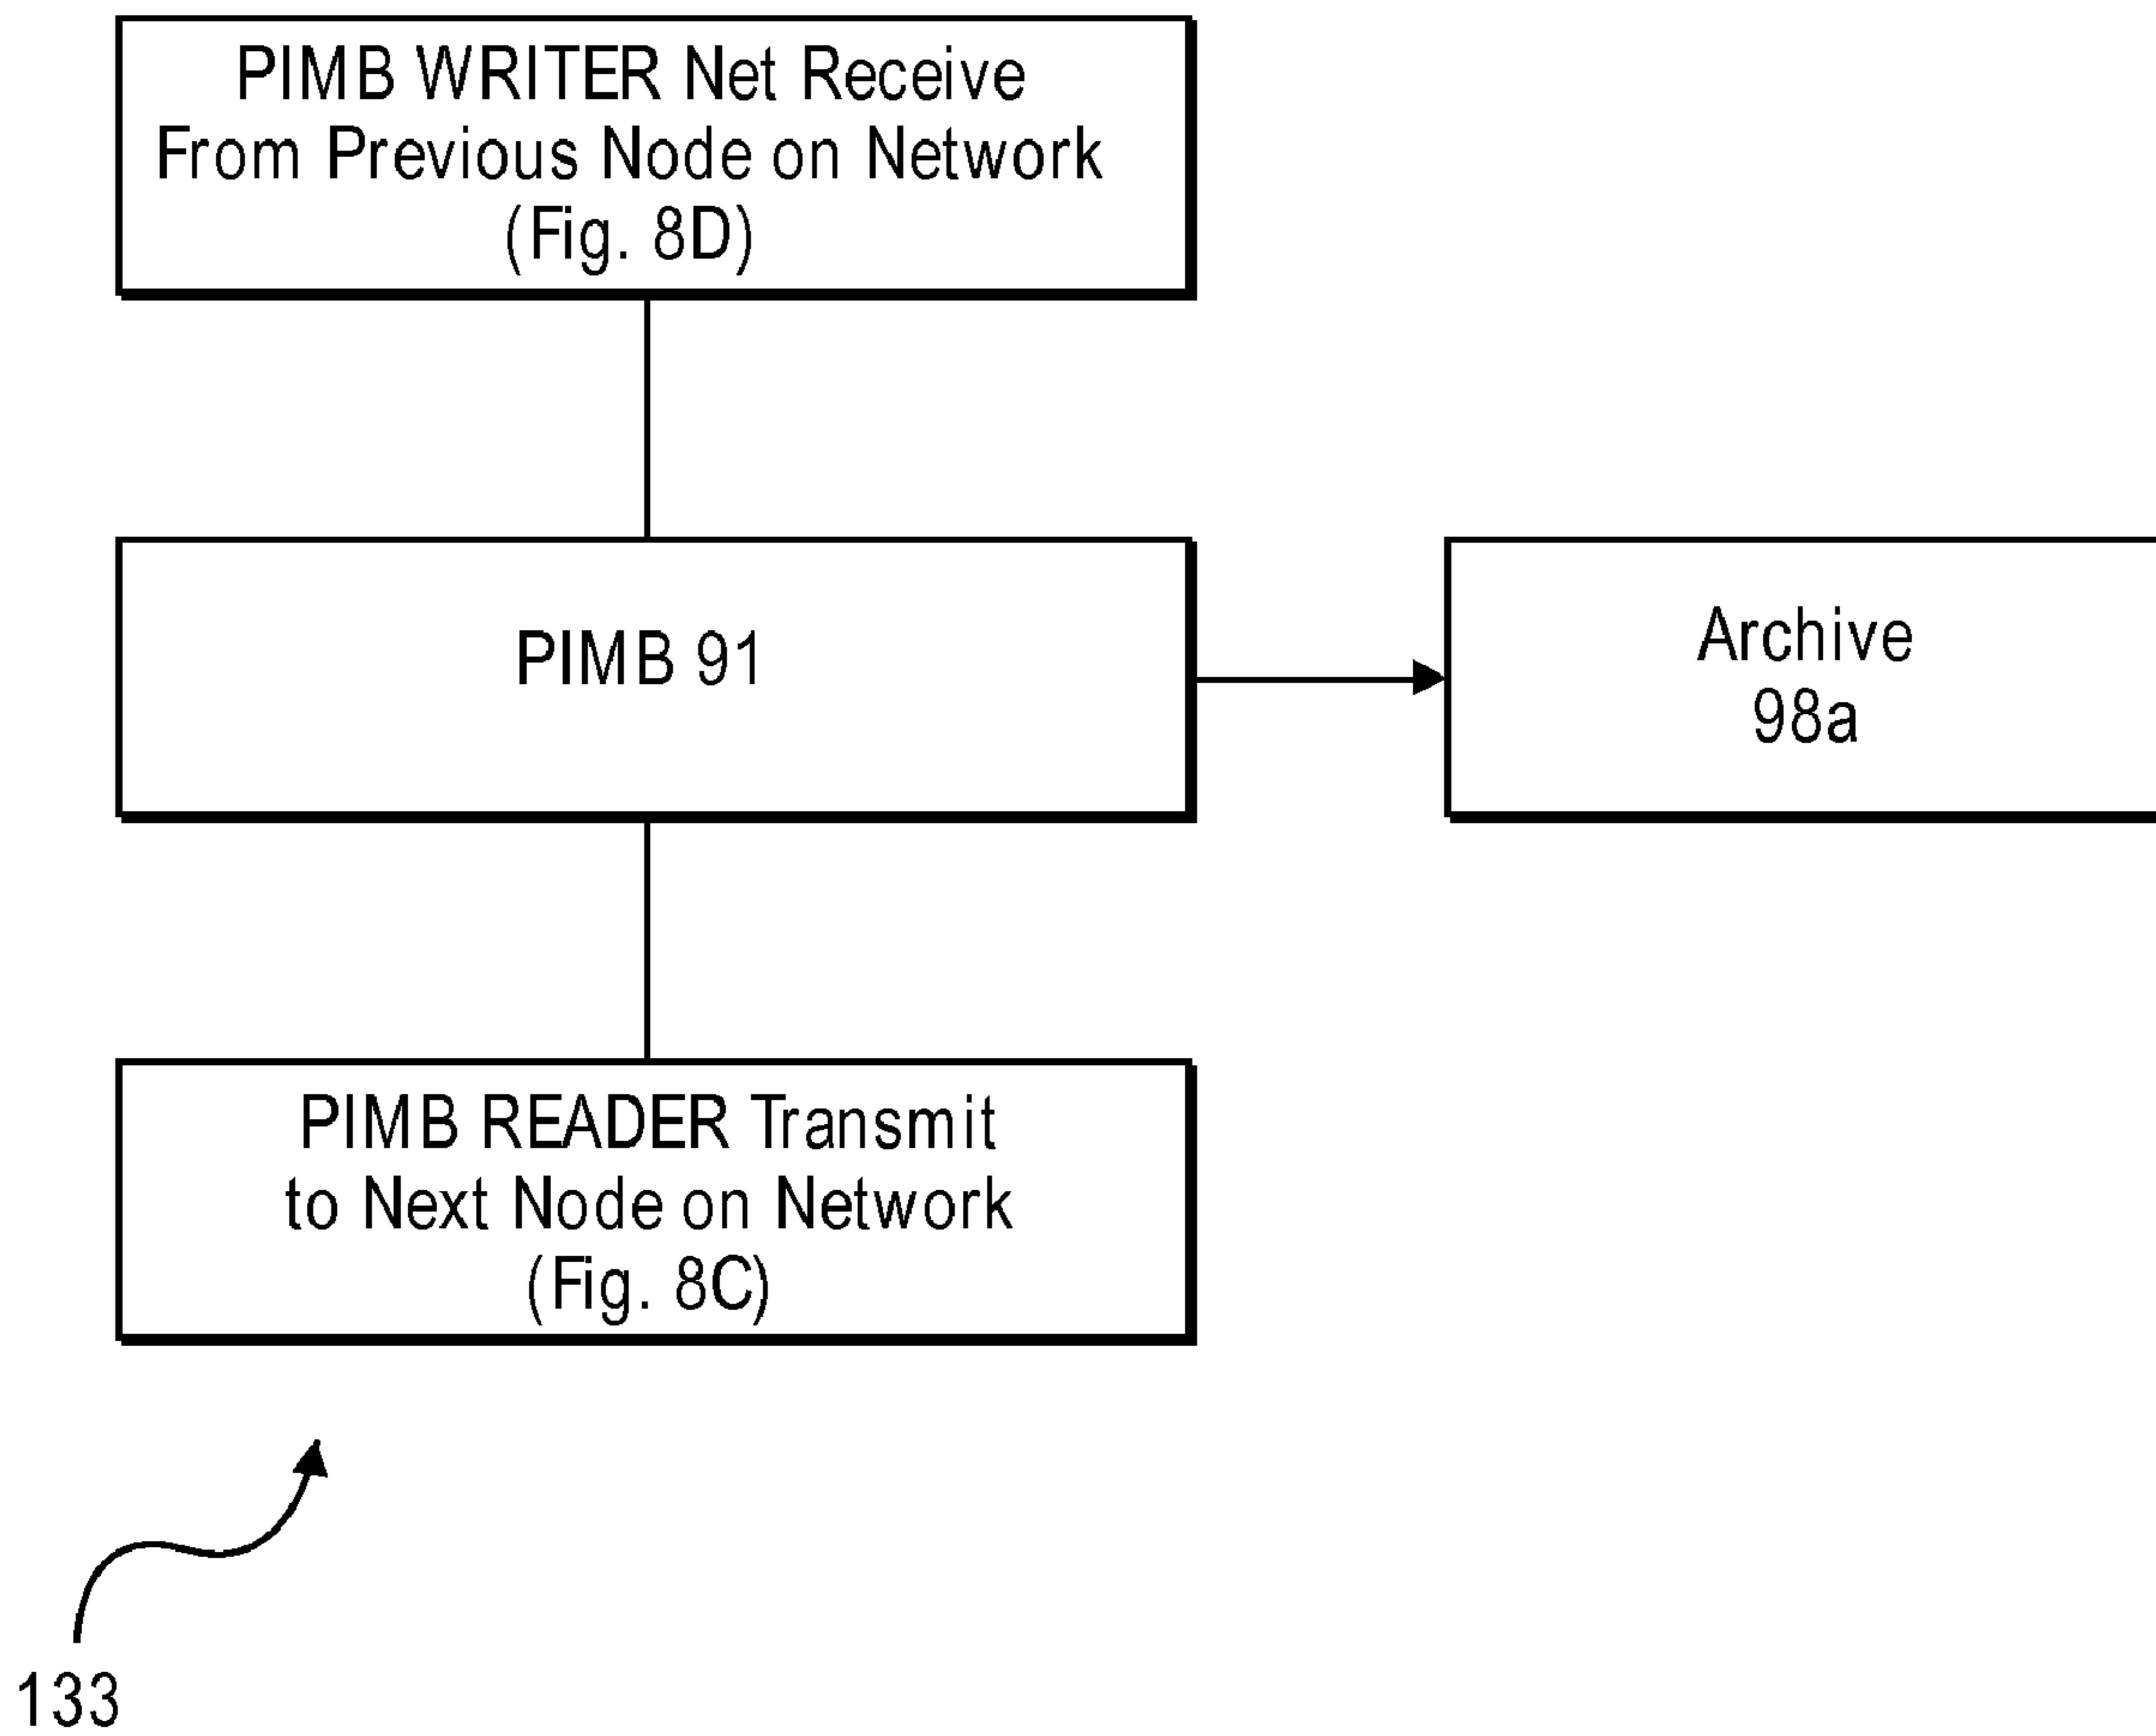 PIMB WRITER Net Receive
From Previous Node on Network
(Fig. 8D)
PIMB 91
Archive
98a
PIMB READER Transmit
to Next Node on Network
(Fig. 8C)
133